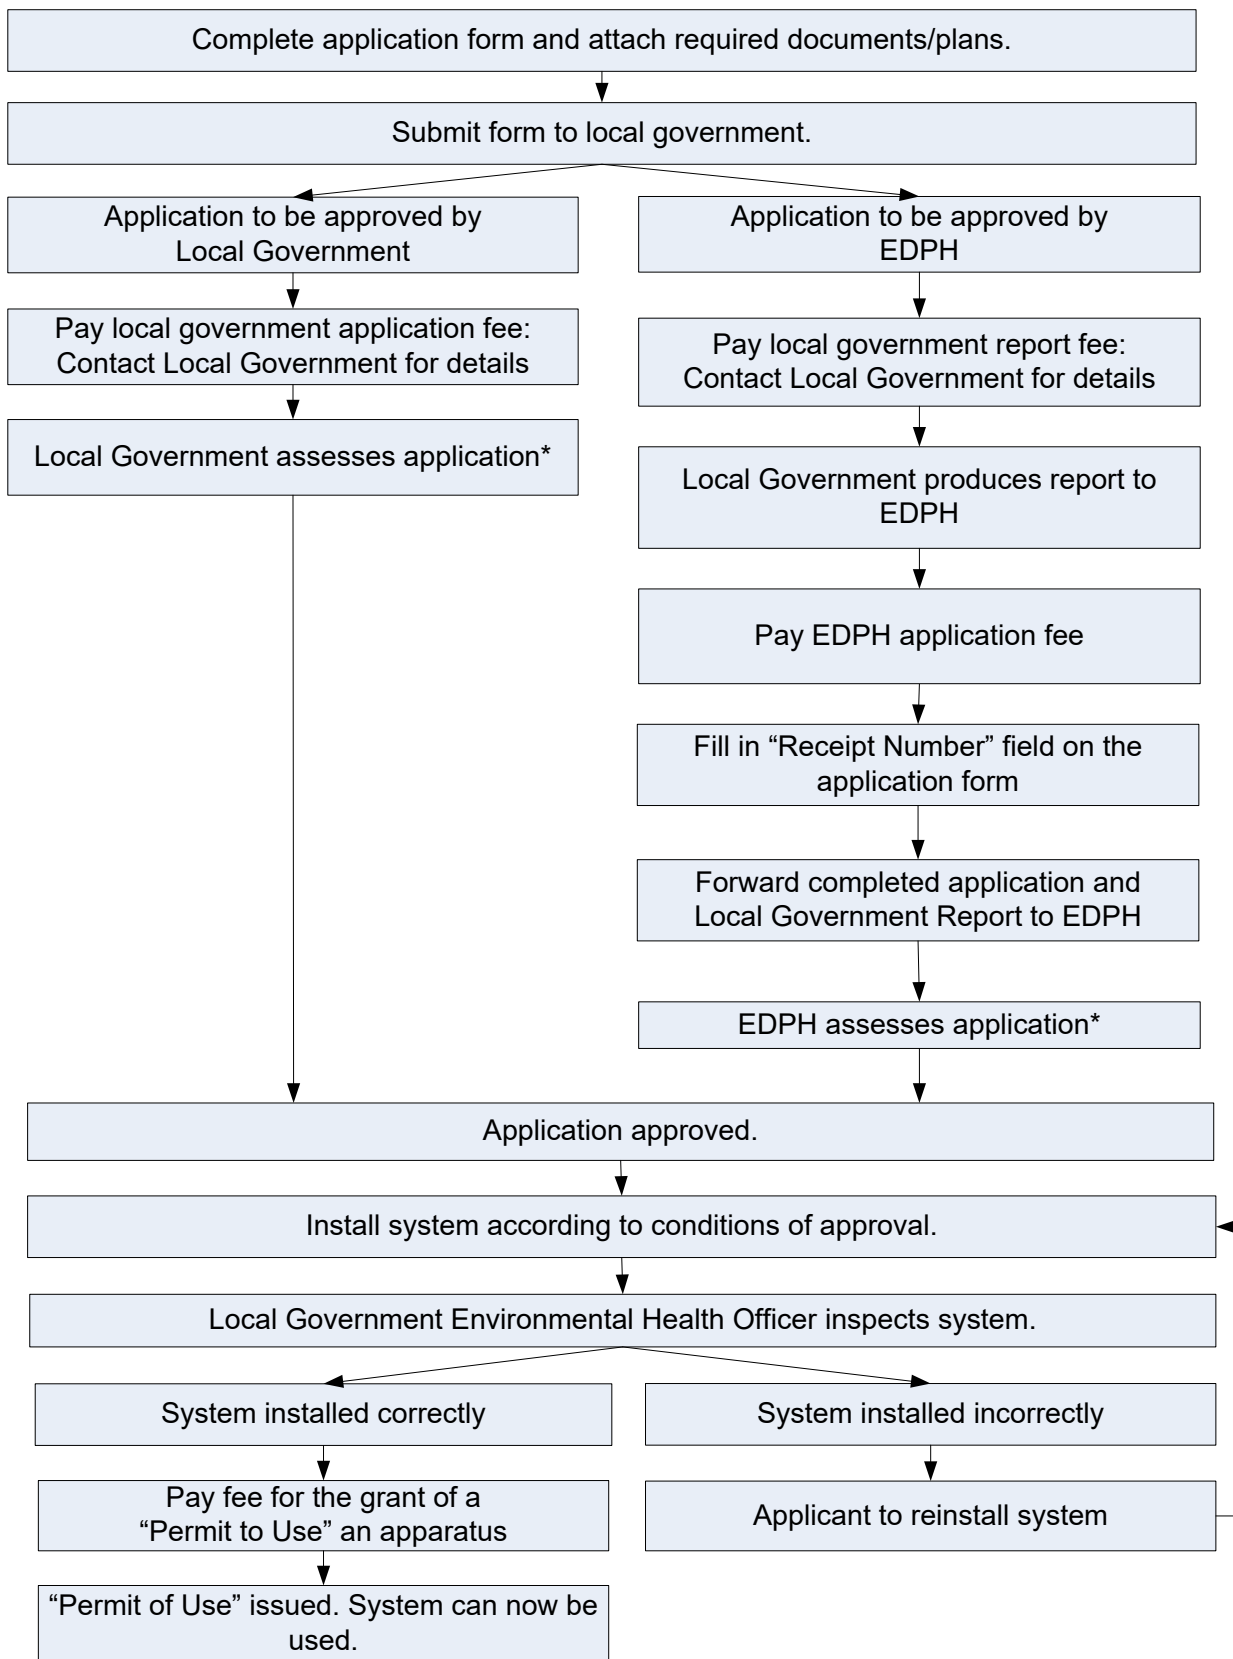 Complete application form and attach required documents/plans.
Submit form to local government.
Application to be approved by
Local Government
Pay local government application fee:
Contact Local Government for details
Local Government assesses application*
Application to be approved by
EDPH
Pay local government report fee:
Contact Local Government for details
Local Government produces report to
EDPH
Pay EDPH application fee
Fill in “Receipt Number” field on the
application form
Forward completed application and
Local Government Report to EDPH
EDPH assesses application*
Application approved.
Install system according to conditions of approval.
Local Government Environmental Health Officer inspects system.
System installed correctly
Pay fee for the grant of a
“Permit to Use” an apparatus
“Permit of Use” issued. System can now be
used.
System installed incorrectly
Applicant to reinstall system